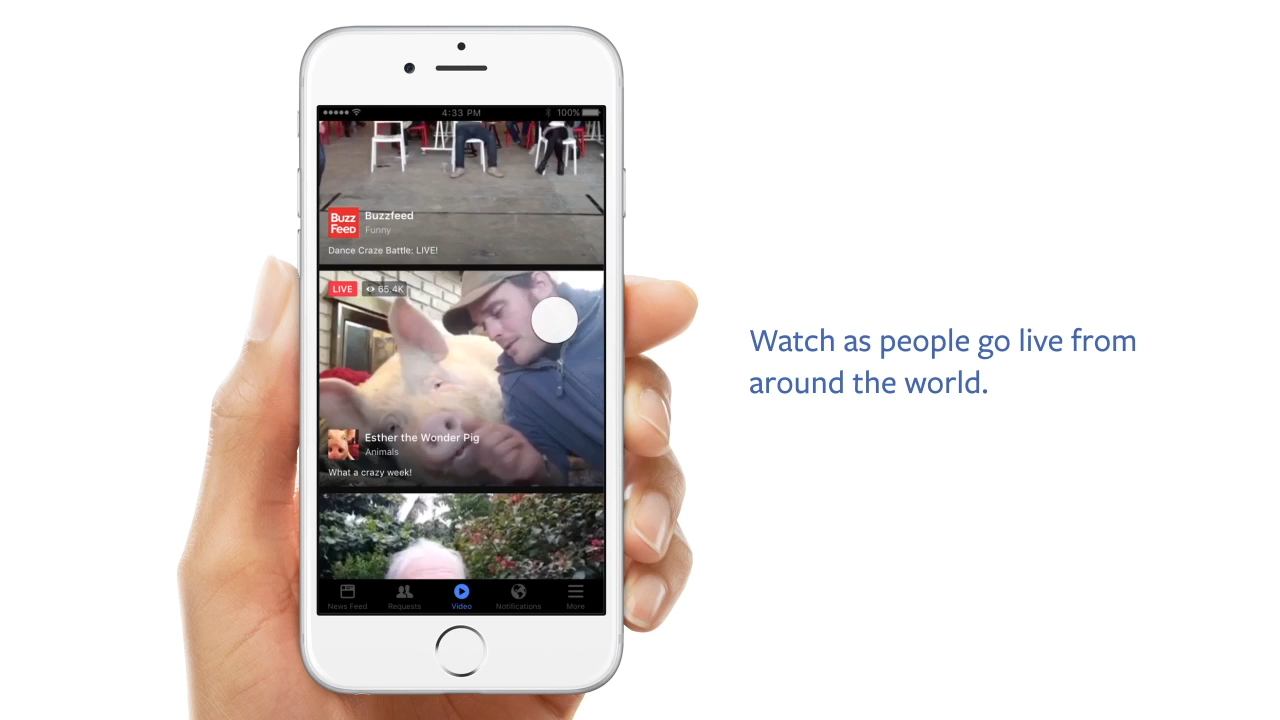 4:33 PM
100%
Buzz
Feed
Buzzfeed
Funny
Dance Craze Battle: LIVE!
LIVE
65.4K
Esther the Wonder Pig
Animals
What a crazy week!
News Feed
Requests
Video
Notifications
More
Watch as people go live from
around the world.